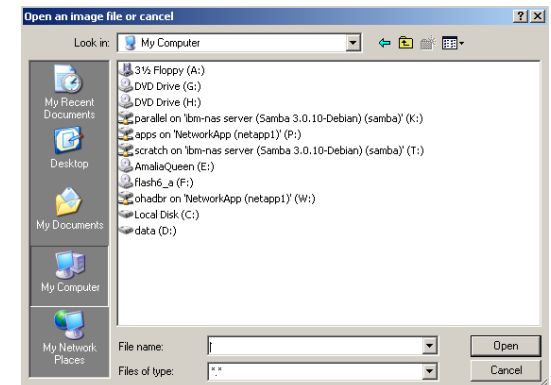 Open an image file or cancel
Look in: My Computer
My Recent
Documents
Desktop
My Documents
My Computer
My Network
Places
3½ Floppy (A:)
DVD Drive (G:)
DVD Drive (H:)
parallel on 'ibm-nas server (Samba 3.0.10-Debian) (samba)' (K:)
apps on 'NetworkApp (netapp1)' (P:)
scratch on 'ibm-nas server (Samba 3.0.10-Debian) (samba)' (T:)
AmaliaQueen (E:)
flash6_a (F:)
ohadbr on 'NetworkApp (netapp1)' (W:)
Local Disk (C:)
data (D:)
File name:
Open
Files of type: *.*
Cancel